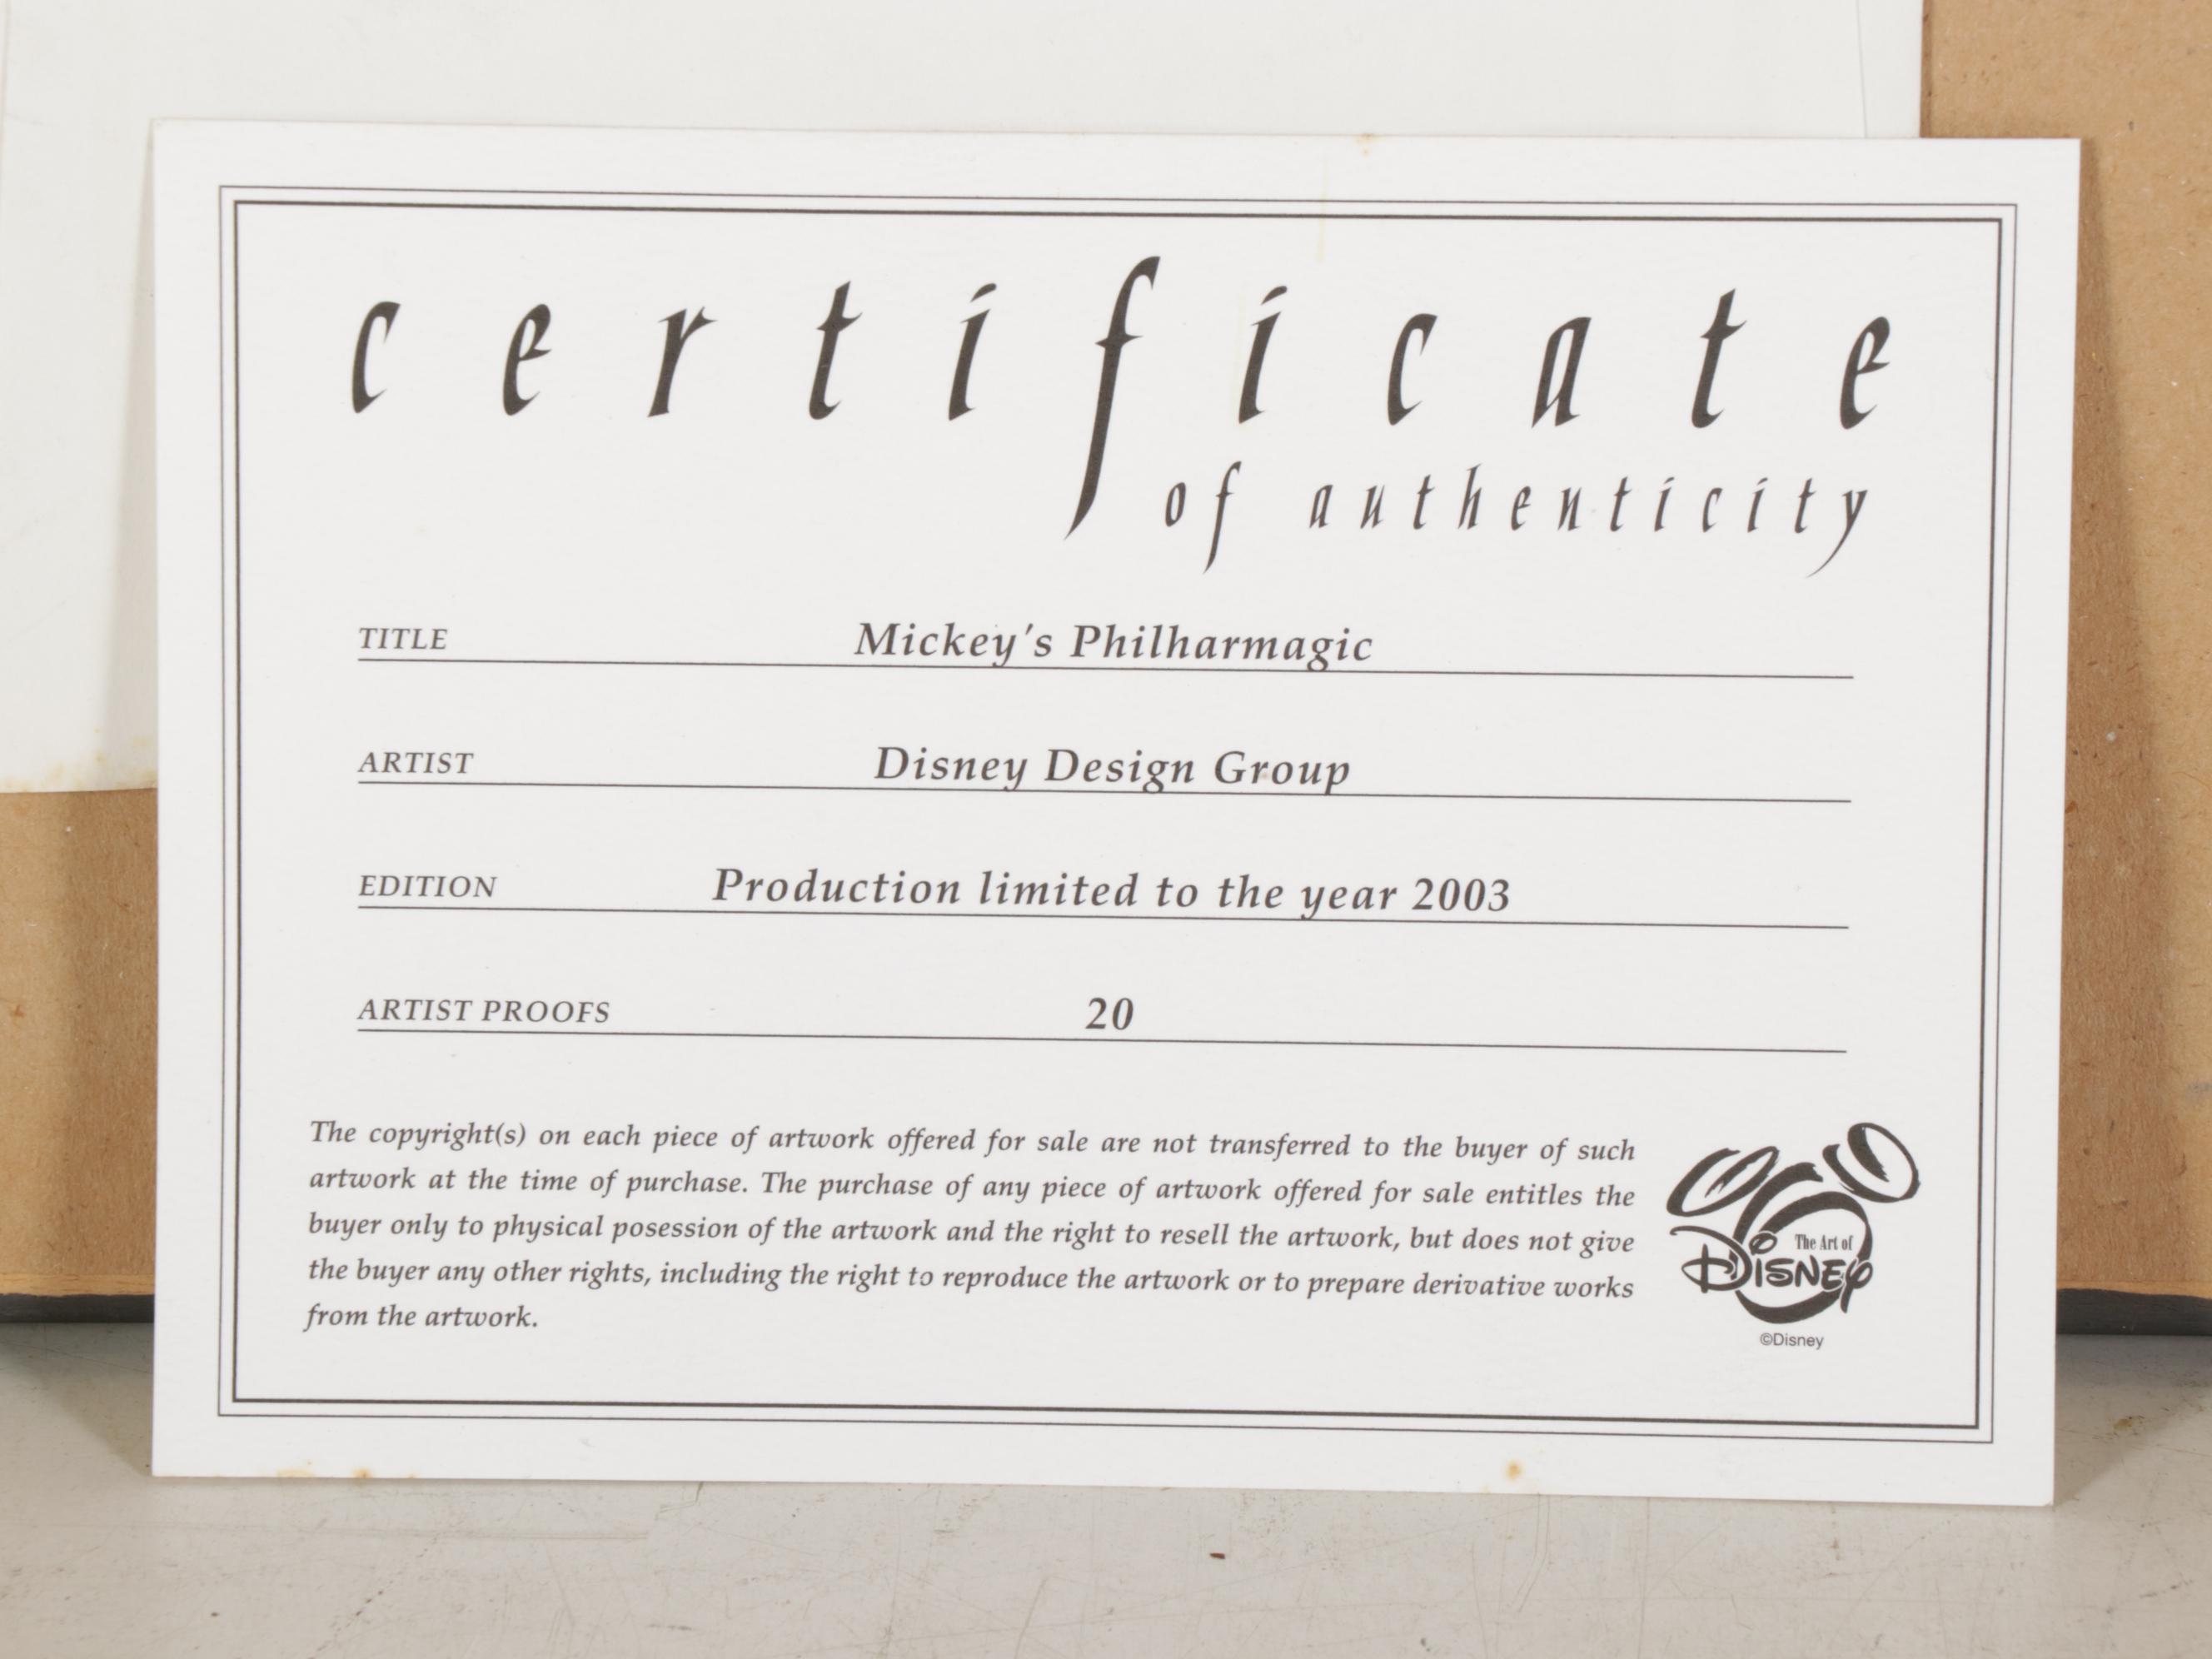 certificate
of authenticity
TITLE Mickey's Philharmagic
ARTIST Disney Design Group
EDITION Production limited to the year 2003
ARTIST PROOFS 20
The copyright(s) on each piece of artwork offered for sale are not transferred to the buyer of such
artwork at the time of purchase. The purchase of any piece of artwork offered for sale entitles the
buyer only to physical posession of the artwork and the right to resell the artwork, but does not give
the buyer any other rights, including the right to reproduce the artwork or to prepare derivative works
from the artwork.
The Art of
DISNEY
©Disney